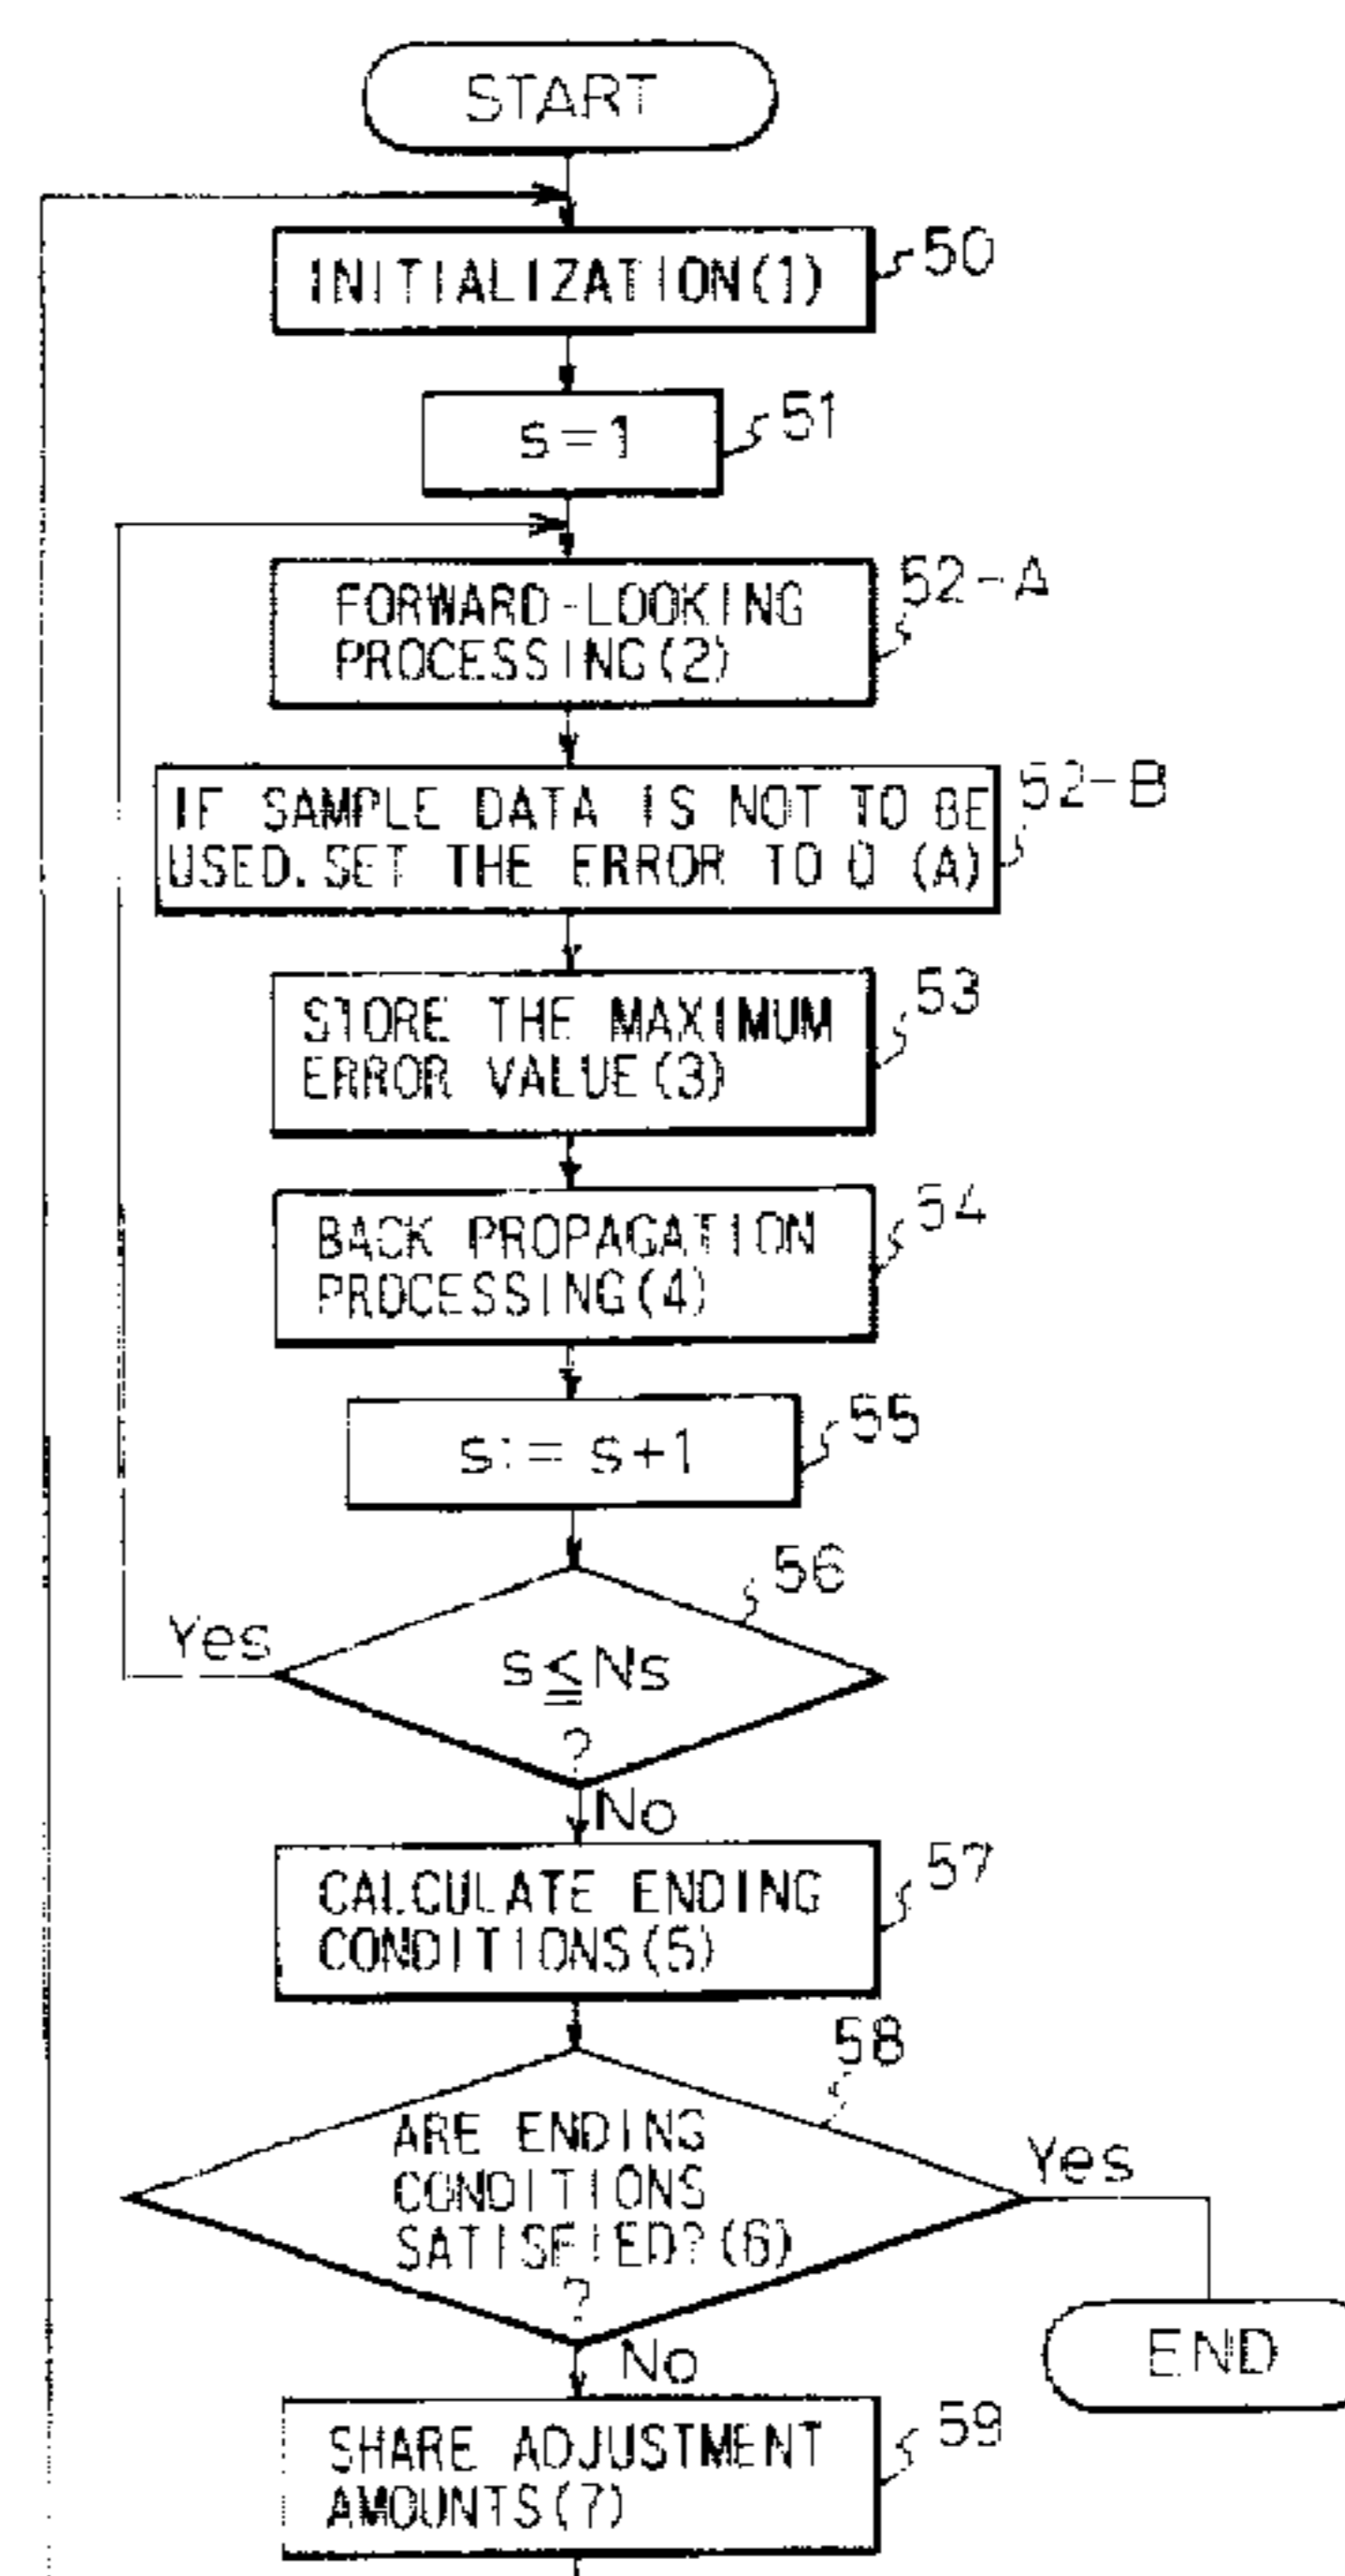 START
INITIALIZATION(1)
50
s=1
51
FORWARD-LOOKING
PROCESSING(2)
52-A
IF SAMPLE DATA IS NOT TO BE
USED.SET THE ERROR TO 0 (A)
52-B
STORE THE MAXIMUM
ERROR VALUE(3)
53
BACK PROPAGATION
PROCESSING(4)
54
s:= s+1
55
56
Yes
s≦Ns
?
No
CALCULATE ENDING
CONDITIONS(5)
57
58
ARE ENDING
CONDITIONS
SATISFIED?(6)
?
Yes
No
END
SHARE ADJUSTMENT
AMOUNTS(7)
59